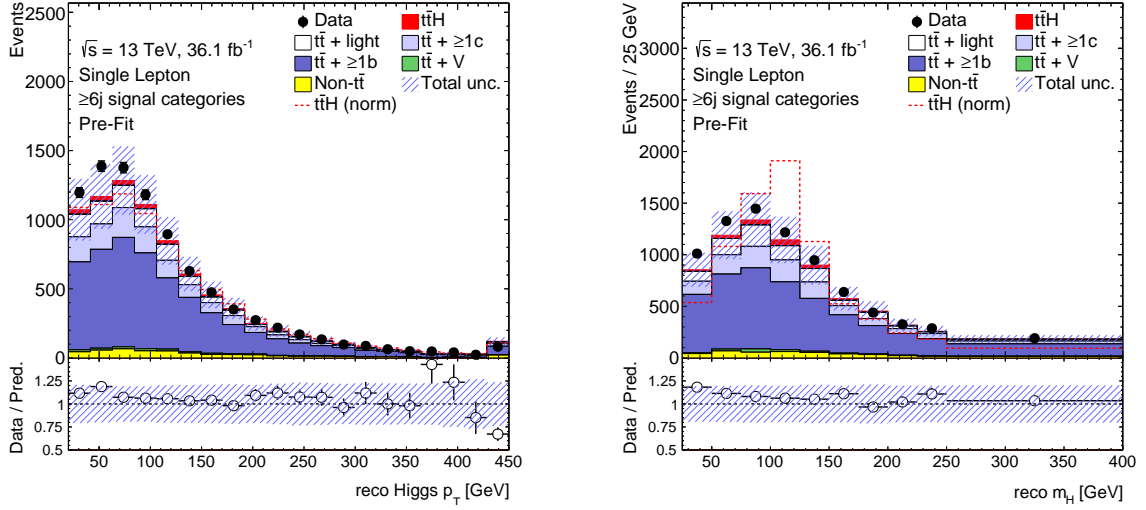 Events
2500
2000
1500
1000
500
0
√s = 13 TeV, 36.1 fb⁻¹
Single Lepton
≥6j signal categories
Pre-Fit
Data
tt̄H
tt̄ + light
tt̄ + ≥1c
tt̄ + ≥1b
tt̄ + V
Non-tt̄
Total unc.
tt̄H (norm)
Data / Pred.
1.25
1
0.75
0.5
50 100 150 200 250 300 350 400 450
reco Higgs p_T [GeV]
Events / 25 GeV
3000
2500
2000
1500
1000
500
0
√s = 13 TeV, 36.1 fb⁻¹
Single Lepton
≥6j signal categories
Pre-Fit
Data
tt̄H
tt̄ + light
tt̄ + ≥1c
tt̄ + ≥1b
tt̄ + V
Non-tt̄
Total unc.
tt̄H (norm)
Data / Pred.
1.25
1
0.75
0.5
50 100 150 200 250 300 350 400
reco m_H [GeV]